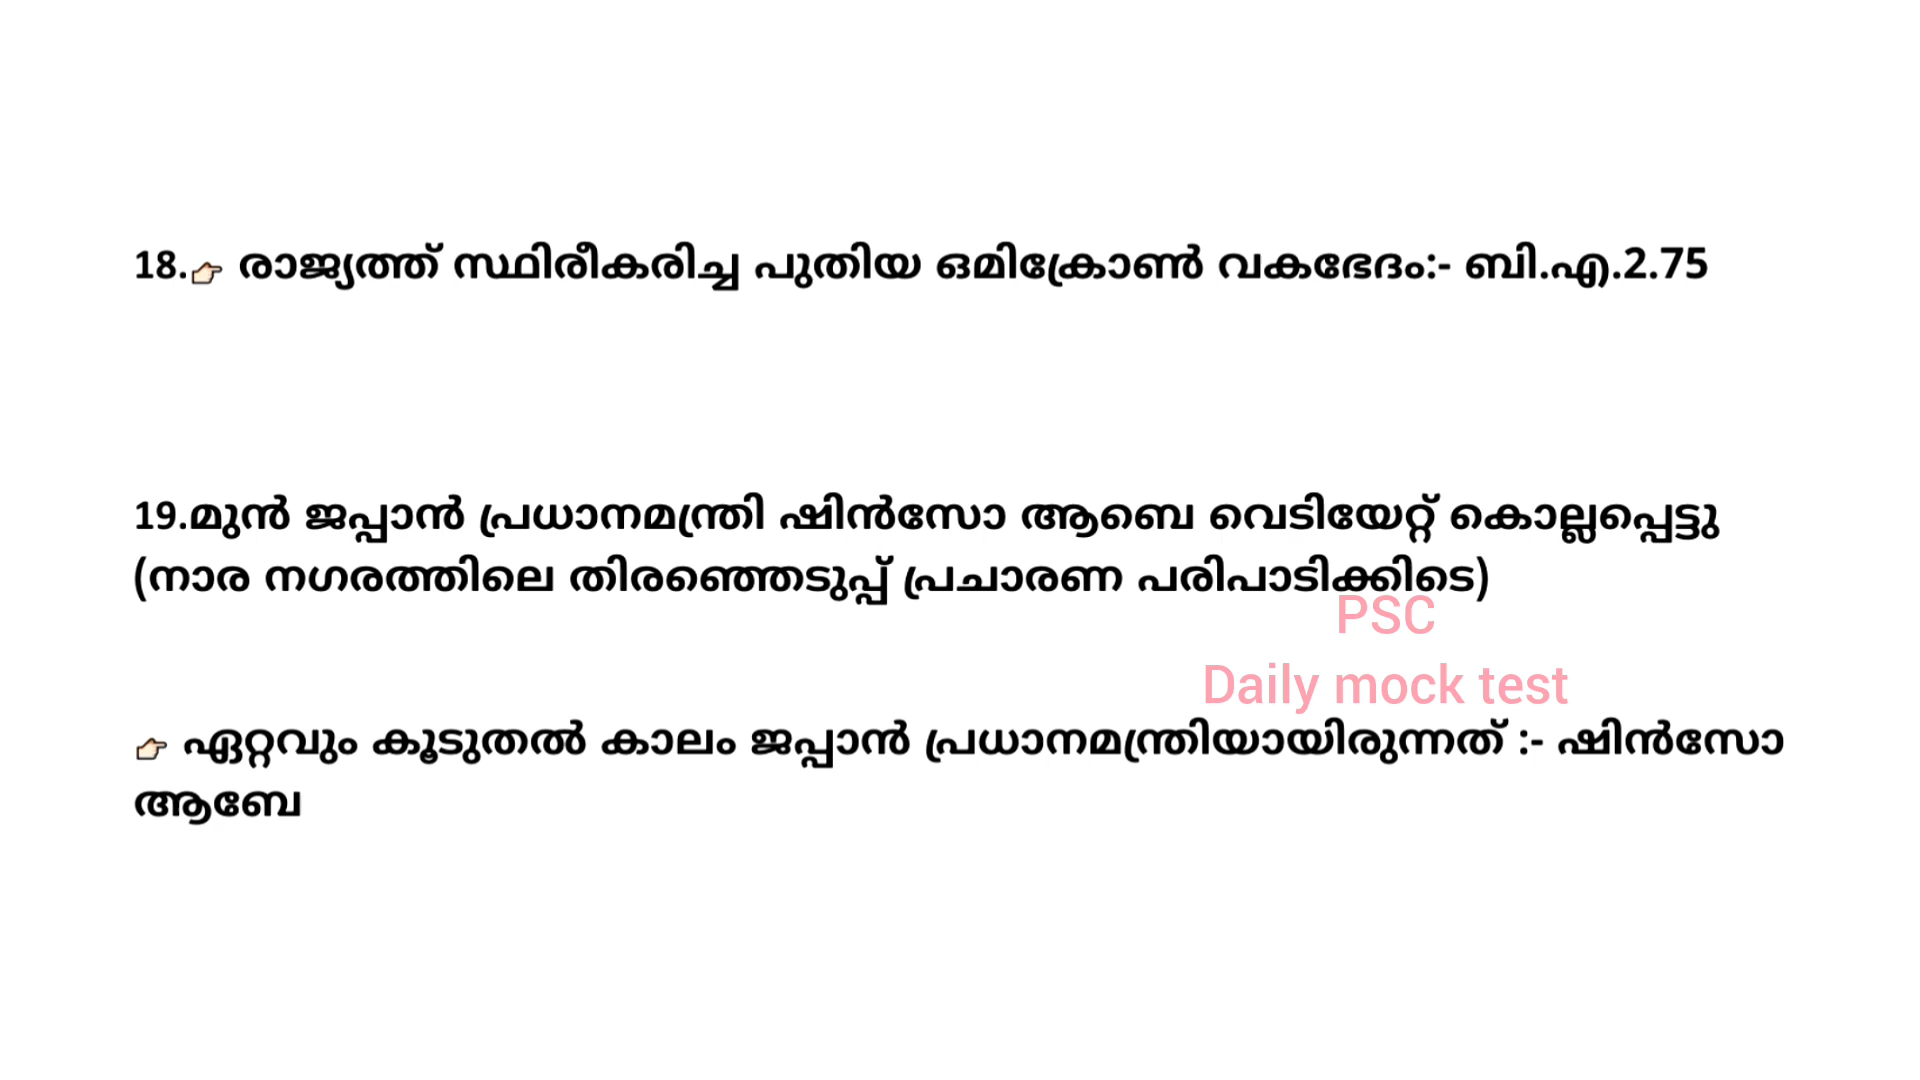 18.👉 രാജ്യത്ത് സ്ഥിരീകരിച്ച പുതിയ ഒമിക്രോൺ വകഭേദം:- ബി.എ.2.75
19.മുൻ ജപ്പാൻ പ്രധാനമന്ത്രി ഷിൻസോ ആബെ വെടിയേറ്റ് കൊല്ലപ്പെട്ടു
(നാര നഗരത്തിലെ തിരഞ്ഞെടുപ്പ് പ്രചാരണ പരിപാടിക്കിടെ)
PSC
Daily mock test
👉 ഏറ്റവും കൂടുതൽ കാലം ജപ്പാൻ പ്രധാനമന്ത്രിയായിരുന്നത് :- ഷിൻസോ
ആബേ